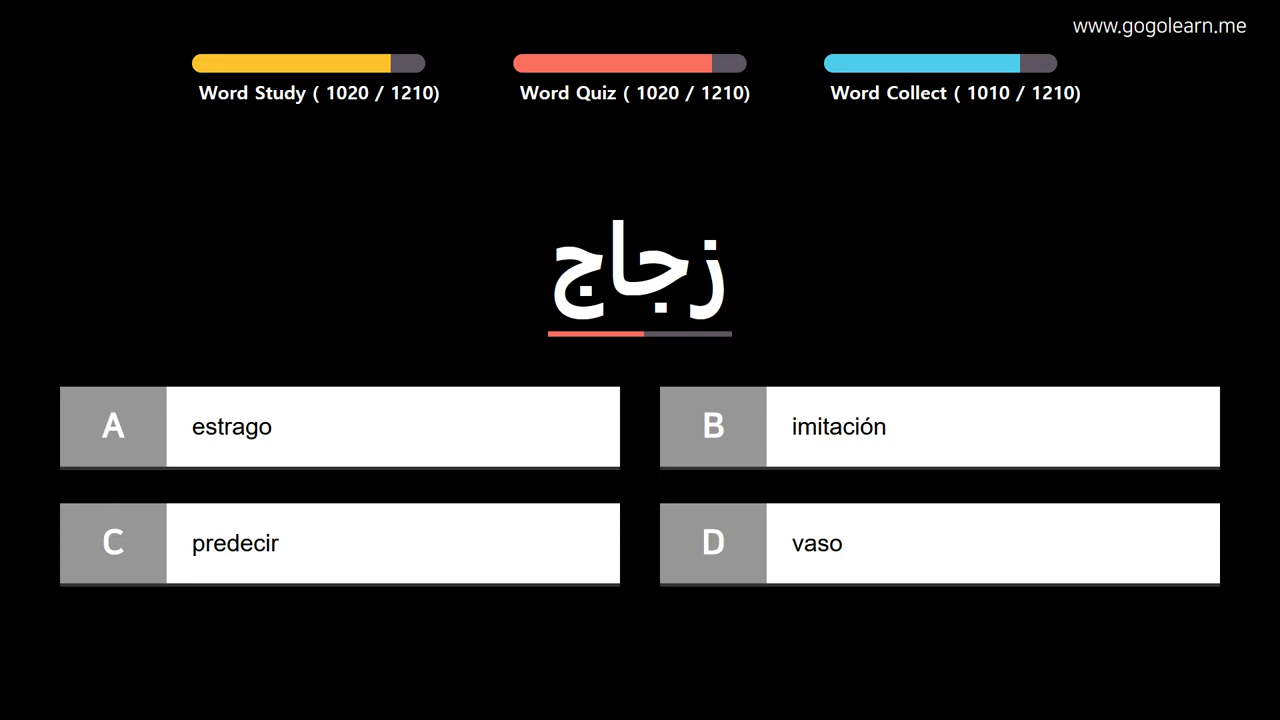 www.gogolearn.me
Word Study ( 1020 / 1210)
Word Quiz ( 1020 / 1210)
Word Collect ( 1010 / 1210)
زجاج
A estrago
B imitación
C predecir
D vaso